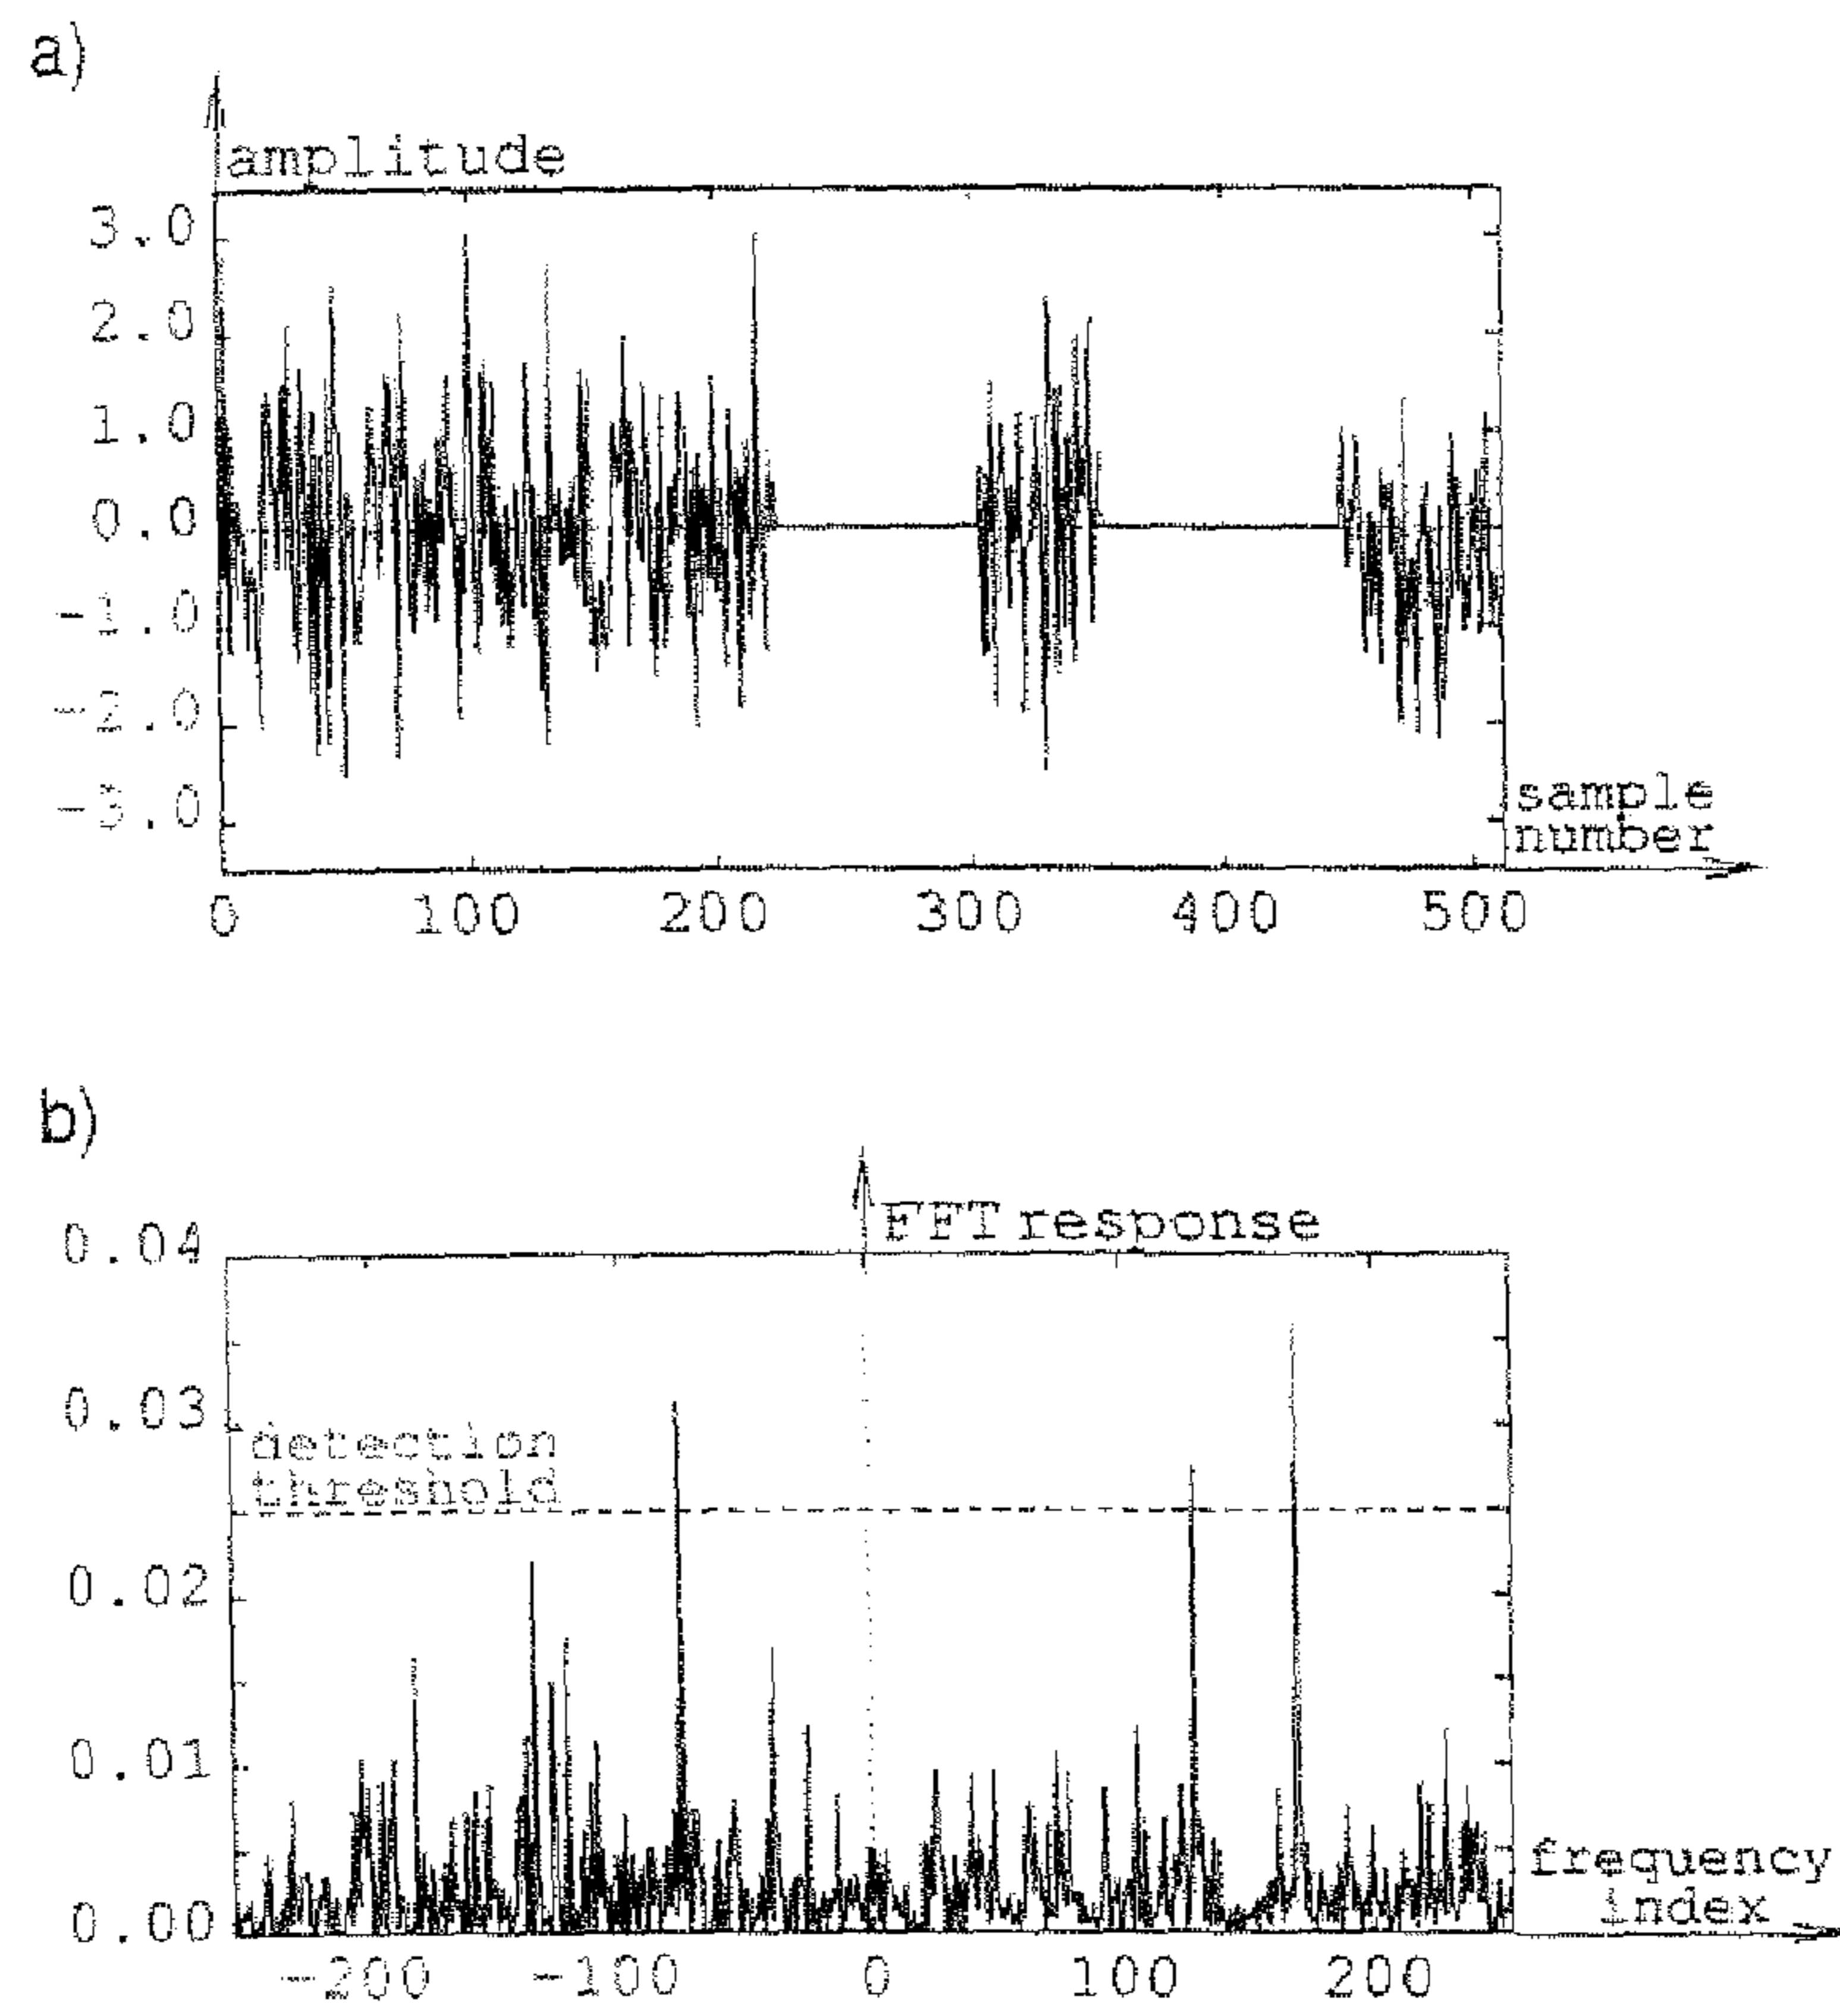 a)
amplitude
3.0
2.0
1.0
0.0
-1.0
-2.0
-3.0
sample
number
0 100 200 300 400 500
b)
FFT response
0.04
0.03
detection
threshold
0.02
0.01
0.00
frequency
index
-200 -100 0 100 200